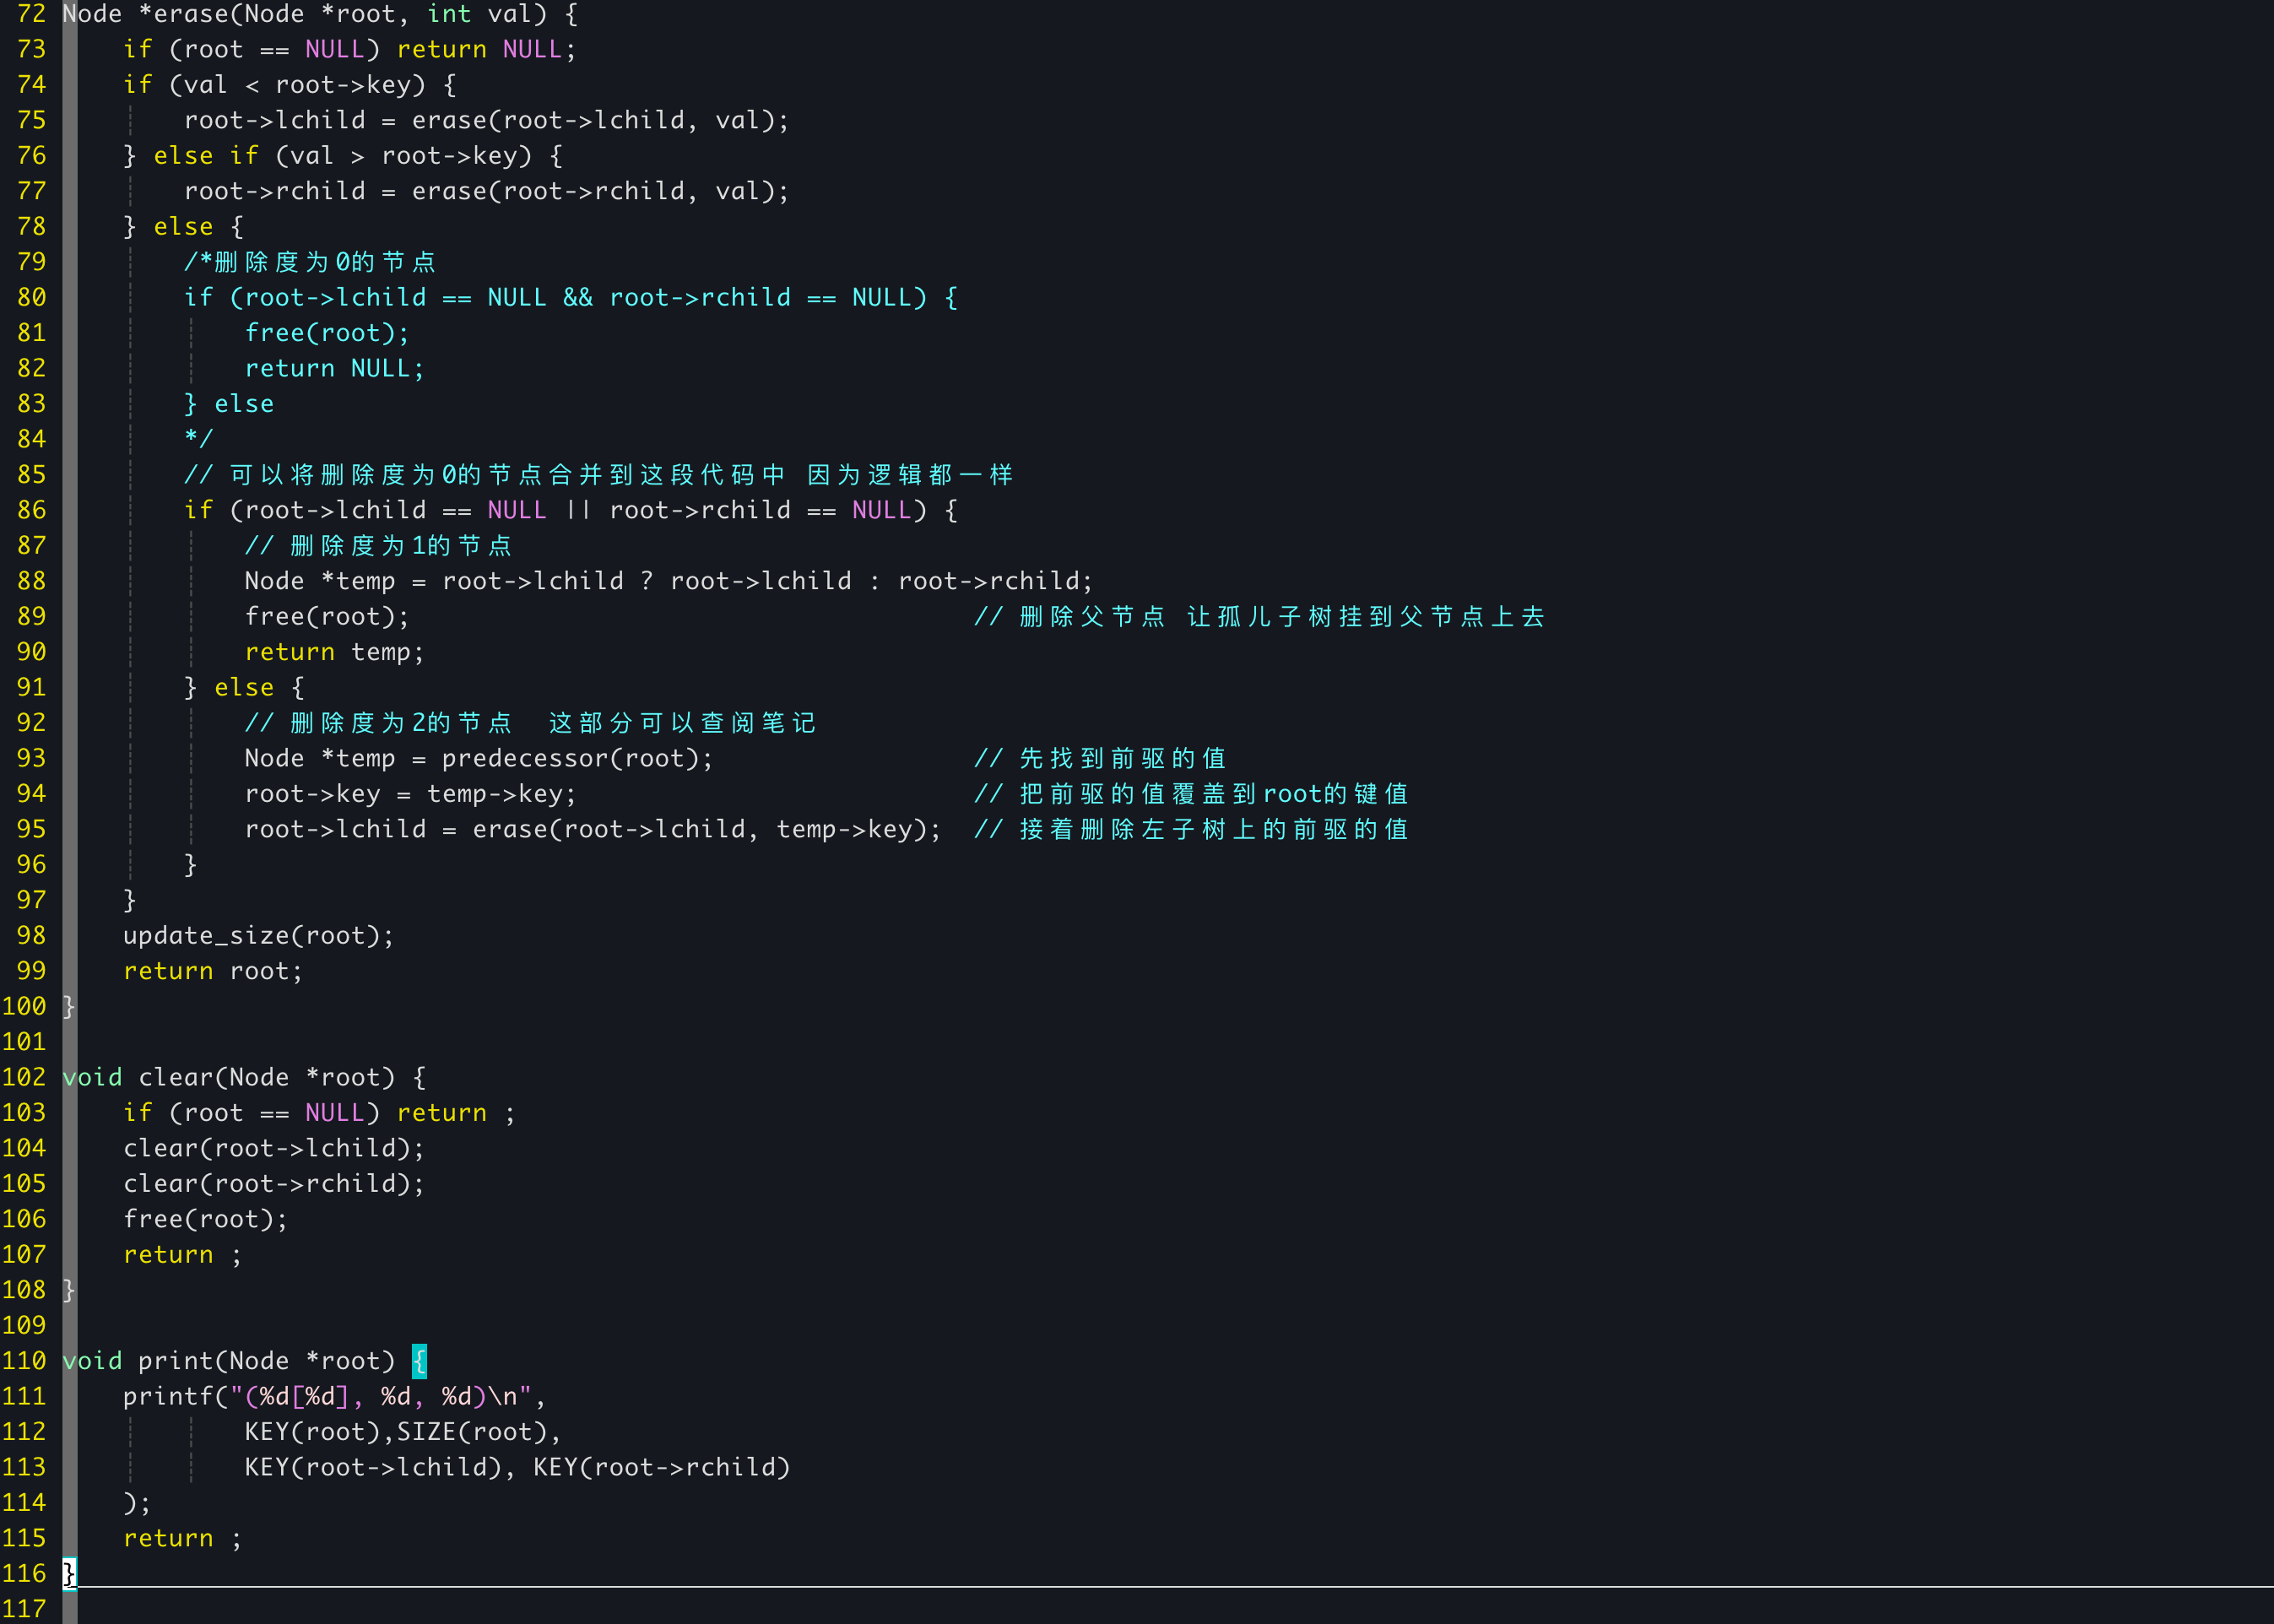 72 Node *erase(Node *root, int val) {
73     if (root == NULL) return NULL;
74     if (val < root->key) {
75         root->lchild = erase(root->lchild, val);
76     } else if (val > root->key) {
77         root->rchild = erase(root->rchild, val);
78     } else {
79         /*删除度为0的节点
80         if (root->lchild == NULL && root->rchild == NULL) {
81             free(root);
82             return NULL;
83         } else
84         */
85         // 可以将删除度为0的节点合并到这段代码中 因为逻辑都一样
86         if (root->lchild == NULL || root->rchild == NULL) {
87             // 删除度为1的节点
88             Node *temp = root->lchild ? root->lchild : root->rchild;
89             free(root);                                     // 删除父节点 让孤儿子树挂到父节点上去
90             return temp;
91         } else {
92             // 删除度为2的节点  这部分可以查阅笔记
93             Node *temp = predecessor(root);                 // 先找到前驱的值
94             root->key = temp->key;                          // 把前驱的值覆盖到root的键值
95             root->lchild = erase(root->lchild, temp->key);  // 接着删除左子树上的前驱的值
96         }
97     }
98     update_size(root);
99     return root;
100 }
101
102 void clear(Node *root) {
103     if (root == NULL) return ;
104     clear(root->lchild);
105     clear(root->rchild);
106     free(root);
107     return ;
108 }
109
110 void print(Node *root) {
111     printf("(%d[%d], %d, %d)\n",
112             KEY(root),SIZE(root),
113             KEY(root->lchild), KEY(root->rchild)
114     );
115     return ;
116 }
117